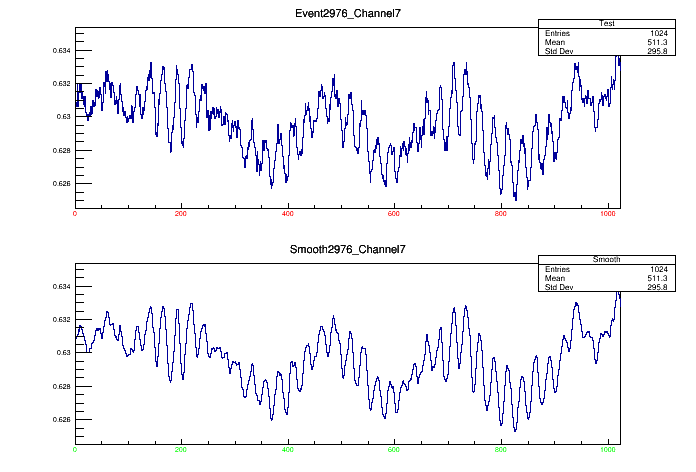 Event2976_Channel7
Test
Entries 1024
Mean 511.3
Std Dev 295.8
0.634
0.632
0.63
0.628
0.626
0 200 400 600 800 1000
Smooth2976_Channel7
Smooth
Entries 1024
Mean 511.3
Std Dev 295.8
0.634
0.632
0.63
0.628
0.626
0 200 400 600 800 1000